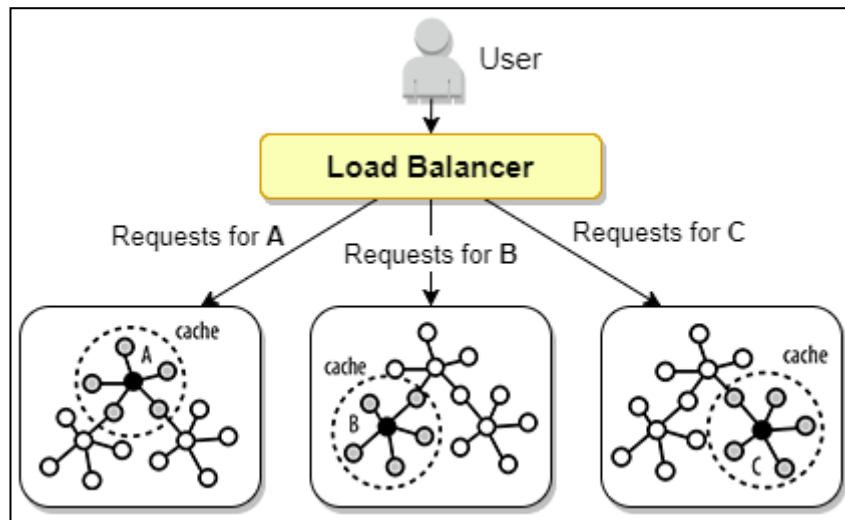 User
Load Balancer
Requests for A
Requests for B
Requests for C
cache
A
cache
B
cache
C